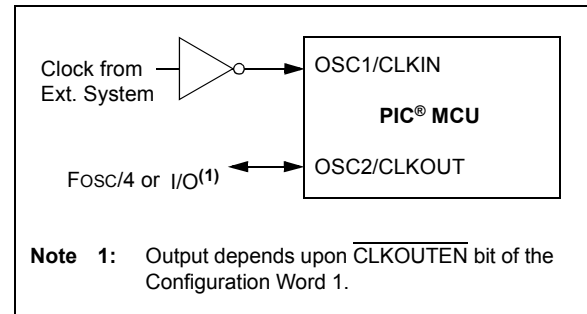 Clock from
Ext. System
OSC1/CLKIN
PIC® MCU
OSC2/CLKOUT
FOSC/4 or I/O(1)
Note 1: Output depends upon CLKOUTEN bit of the
Configuration Word 1.